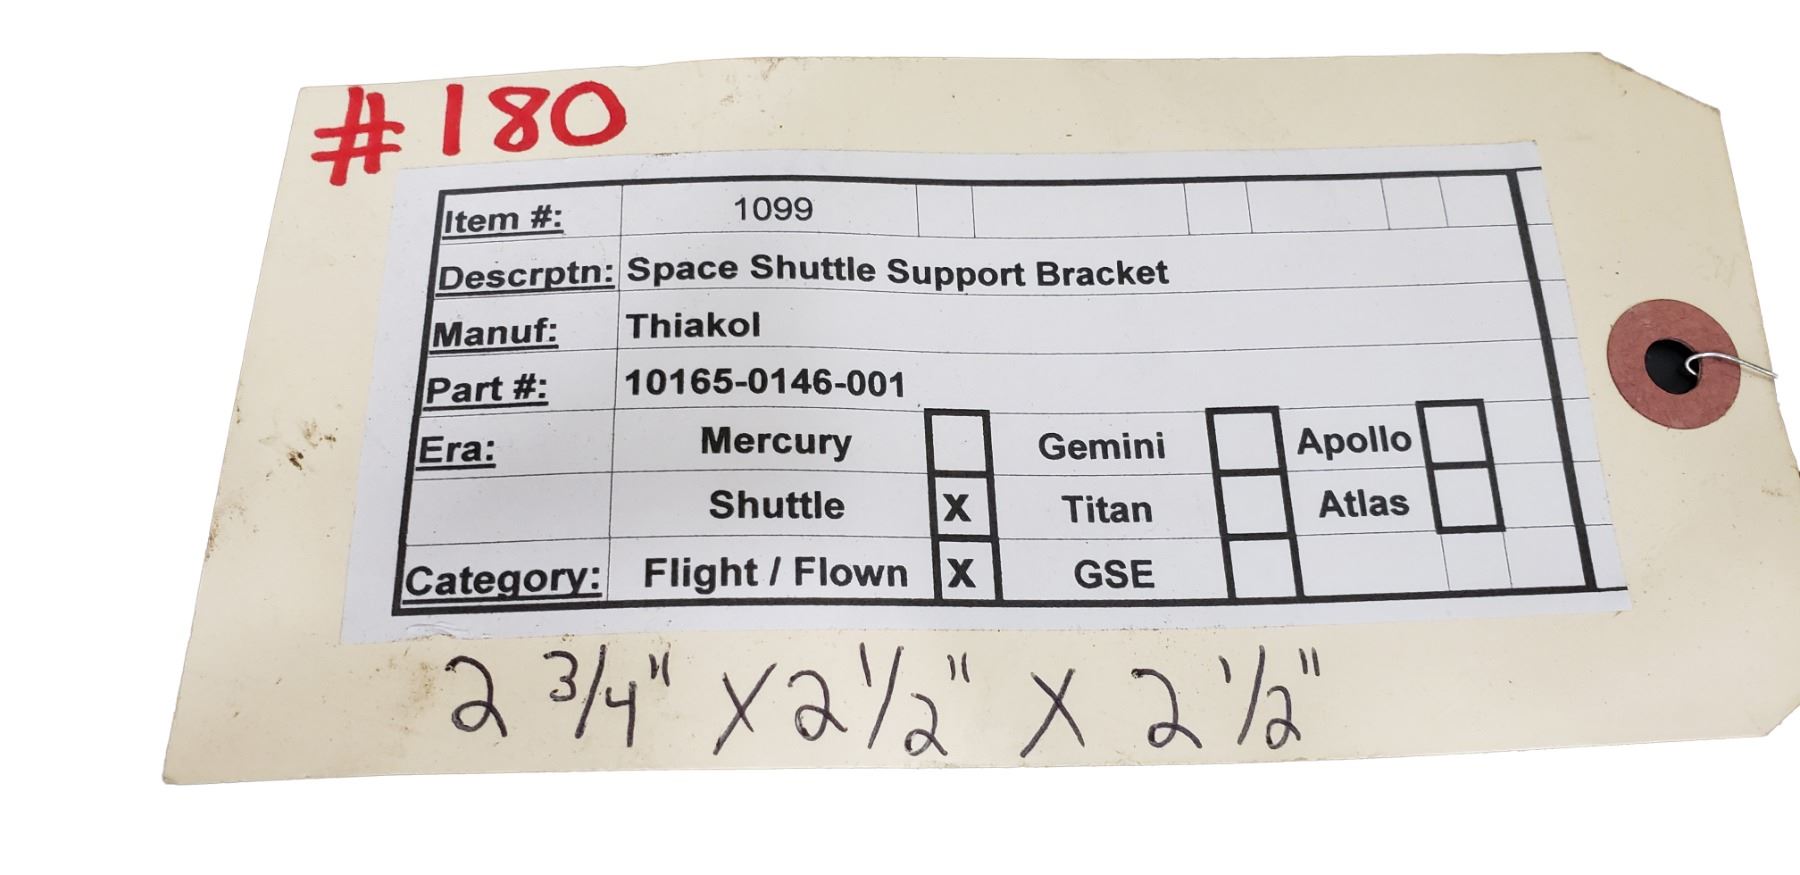 #180
Item #: 1099
Descrptn: Space Shuttle Support Bracket
Manuf: Thiakol
Part #: 10165-0146-001
Era: Mercury Gemini Apollo
Shuttle X Titan Atlas
Category: Flight / Flown X GSE
2 3/4" X 2 1/2" X 2 1/2"